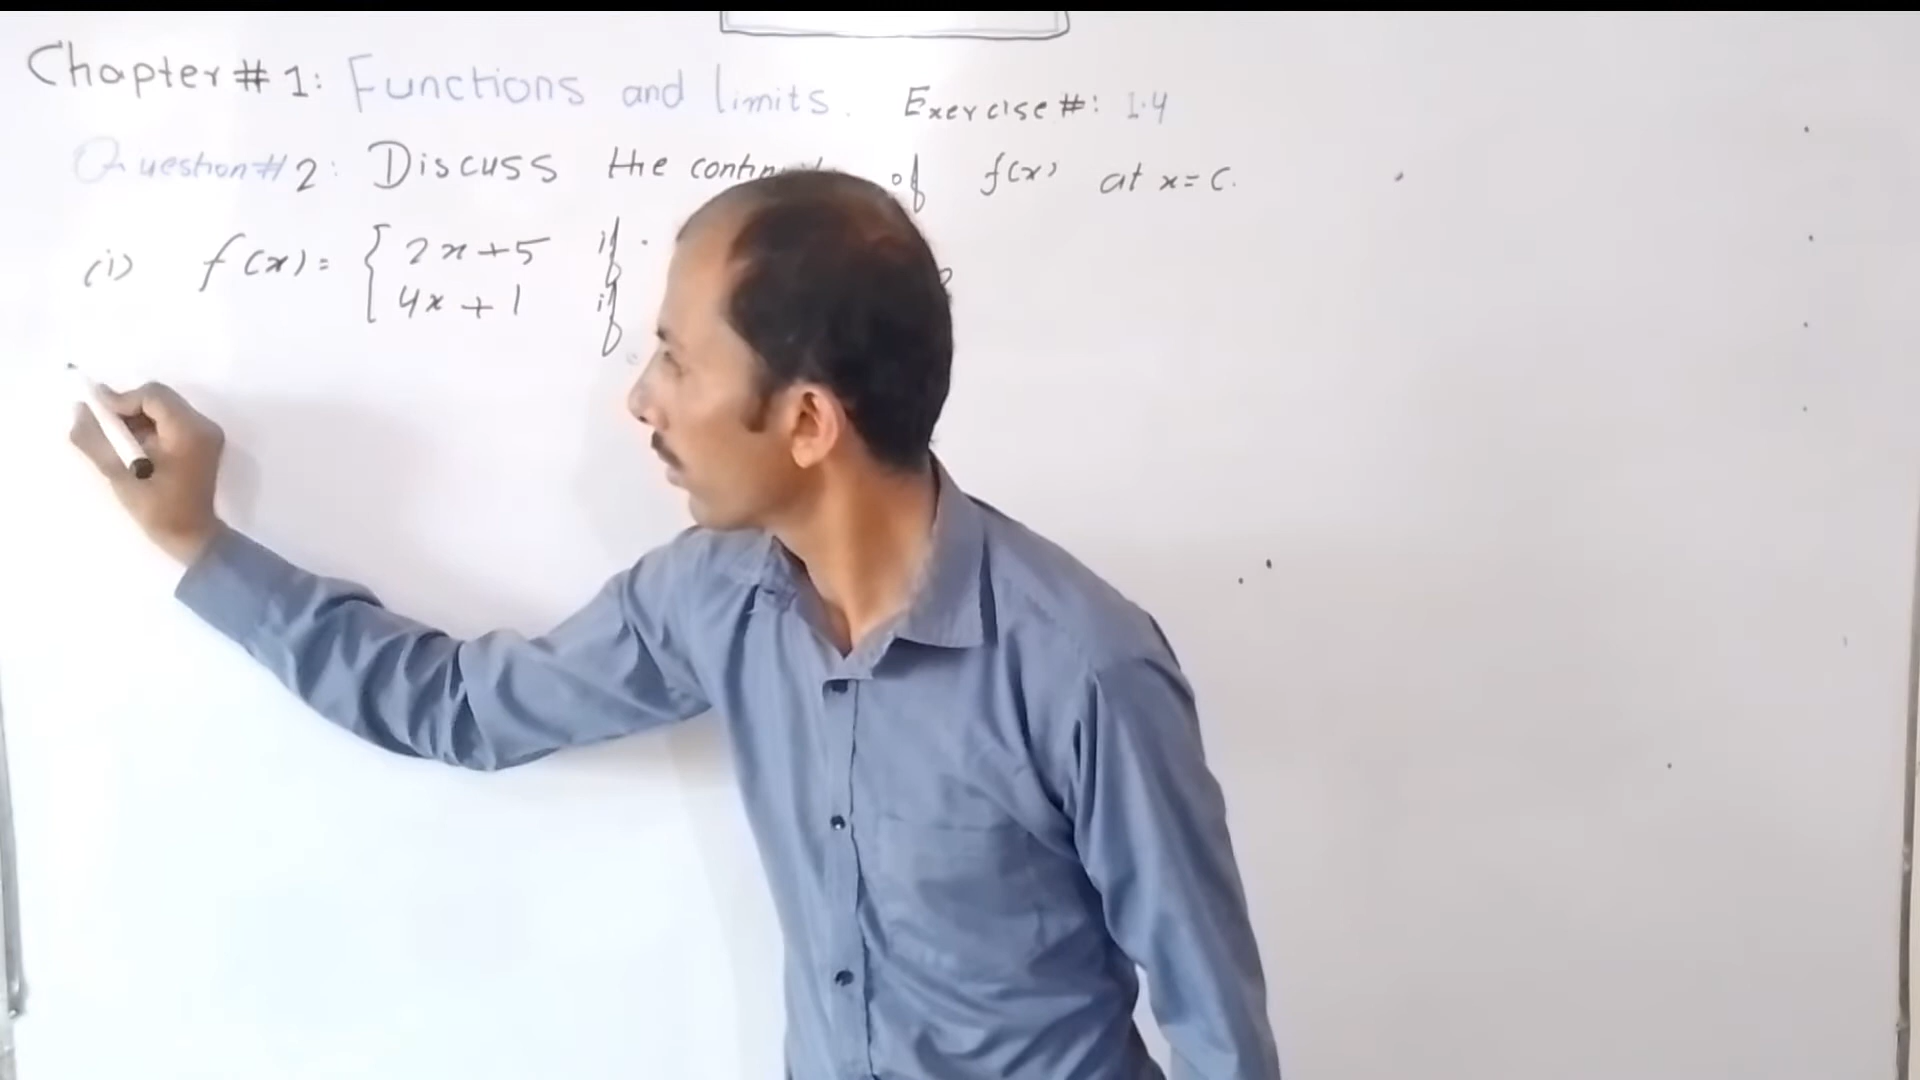 Chapter # 1: Functions and limits. Exercise #: 1.4
Question # 2: Discuss the of f(x) at x = c.
(i) f(x) = { 2x + 5 if
4x + 1 if